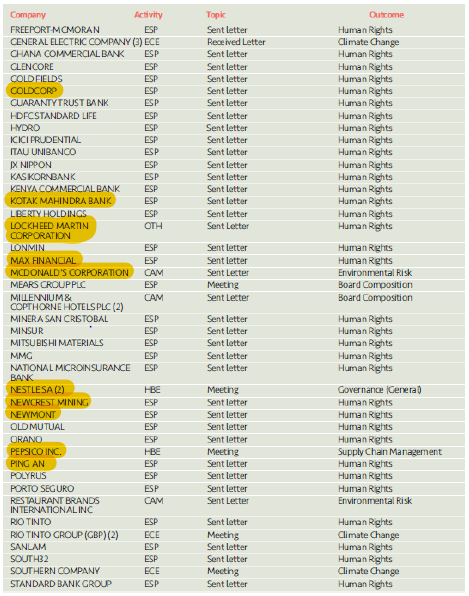 Company Activity Topic Outcome
FREEPORT-MCMORAN ESP Sent letter Human Rights
GENERAL ELECTRIC COMPANY (3) ECE Received Letter Climate Change
GHANA COMMERCIAL BANK ESP Sent letter Human Rights
GLENCORE ESP Sent letter Human Rights
GOLD FIELDS ESP Sent letter Human Rights
GOLDCORP ESP Sent letter Human Rights
GUARANTY TRUST BANK ESP Sent letter Human Rights
HDFC STANDARD LIFE ESP Sent letter Human Rights
HYDRO ESP Sent letter Human Rights
ICICI PRUDENTIAL ESP Sent letter Human Rights
ITAU UNIBANCO ESP Sent letter Human Rights
JX NIPPON ESP Sent letter Human Rights
KASIKORNBANK ESP Sent letter Human Rights
KENYA COMMERCIAL BANK ESP Sent letter Human Rights
KOTAK MAHINDRA BANK ESP Sent letter Human Rights
LIBERTY HOLDINGS ESP Sent letter Human Rights
LOCKHEED MARTIN OTH Sent Letter Human Rights
CORPORATION
LONMIN ESP Sent letter Human Rights
MAX FINANCIAL ESP Sent letter Human Rights
MCDONALD'S CORPORATION CAM Sent Letter Environmental Risk
MEARS GROUP PLC ESP Meeting Board Composition
MILLENNIUM & CAM Sent Letter Board Composition
COPTHORNE HOTELS PLC (2)
MINERA SAN CRISTOBAL ESP Sent letter Human Rights
MINSUR ESP Sent letter Human Rights
MITSUBISHI MATERIALS ESP Sent letter Human Rights
MMG ESP Sent letter Human Rights
NATIONAL MICROINSURANCE ESP Sent letter Human Rights
BANK
NESTLE SA (2) HBE Meeting Governance (General)
NEWCREST MINING ESP Sent letter Human Rights
NEWMONT ESP Sent letter Human Rights
OLD MUTUAL ESP Sent letter Human Rights
ORANO ESP Sent letter Human Rights
PEPSICO INC. HBE Meeting Supply Chain Management
PING AN ESP Sent letter Human Rights
POLYRUS ESP Sent letter Human Rights
PORTO SEGURO ESP Sent letter Human Rights
RESTAURANT BRANDS CAM Sent Letter Environmental Risk
INTERNATIONAL INC
RIO TINTO ESP Sent letter Human Rights
RIO TINTO GROUP (GBP) (2) ECE Meeting Climate Change
SANLAM ESP Sent letter Human Rights
SOUTH32 ESP Sent letter Human Rights
SOUTHERN COMPANY ECE Meeting Climate Change
STANDARD BANK GROUP ESP Sent letter Human Rights